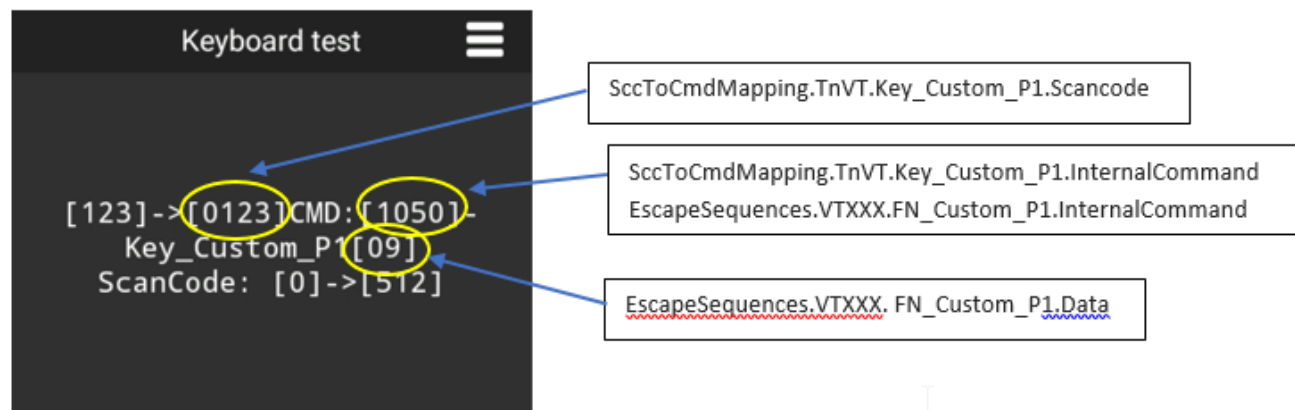 Keyboard test
[123]->[0123]CMD:[1050]-
Key_Custom_P1[09]
ScanCode: [0]->[512]
SccToCmdMapping.TnVT.Key_Custom_P1.Scancode
SccToCmdMapping.TnVT.Key_Custom_P1.InternalCommand
EscapeSequences.VTXXX.FN_Custom_P1.InternalCommand
EscapeSequences.VTXXX. FN_Custom_P1.Data